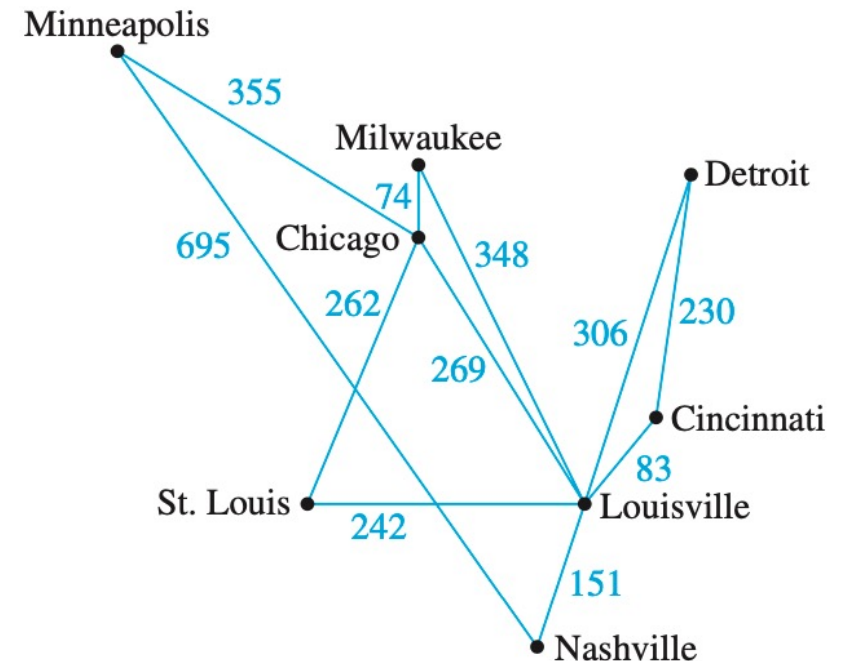 Minneapolis
355
Milwaukee
Detroit
74
695
Chicago
348
262
306
230
269
Cincinnati
83
St. Louis
Louisville
242
151
Nashville